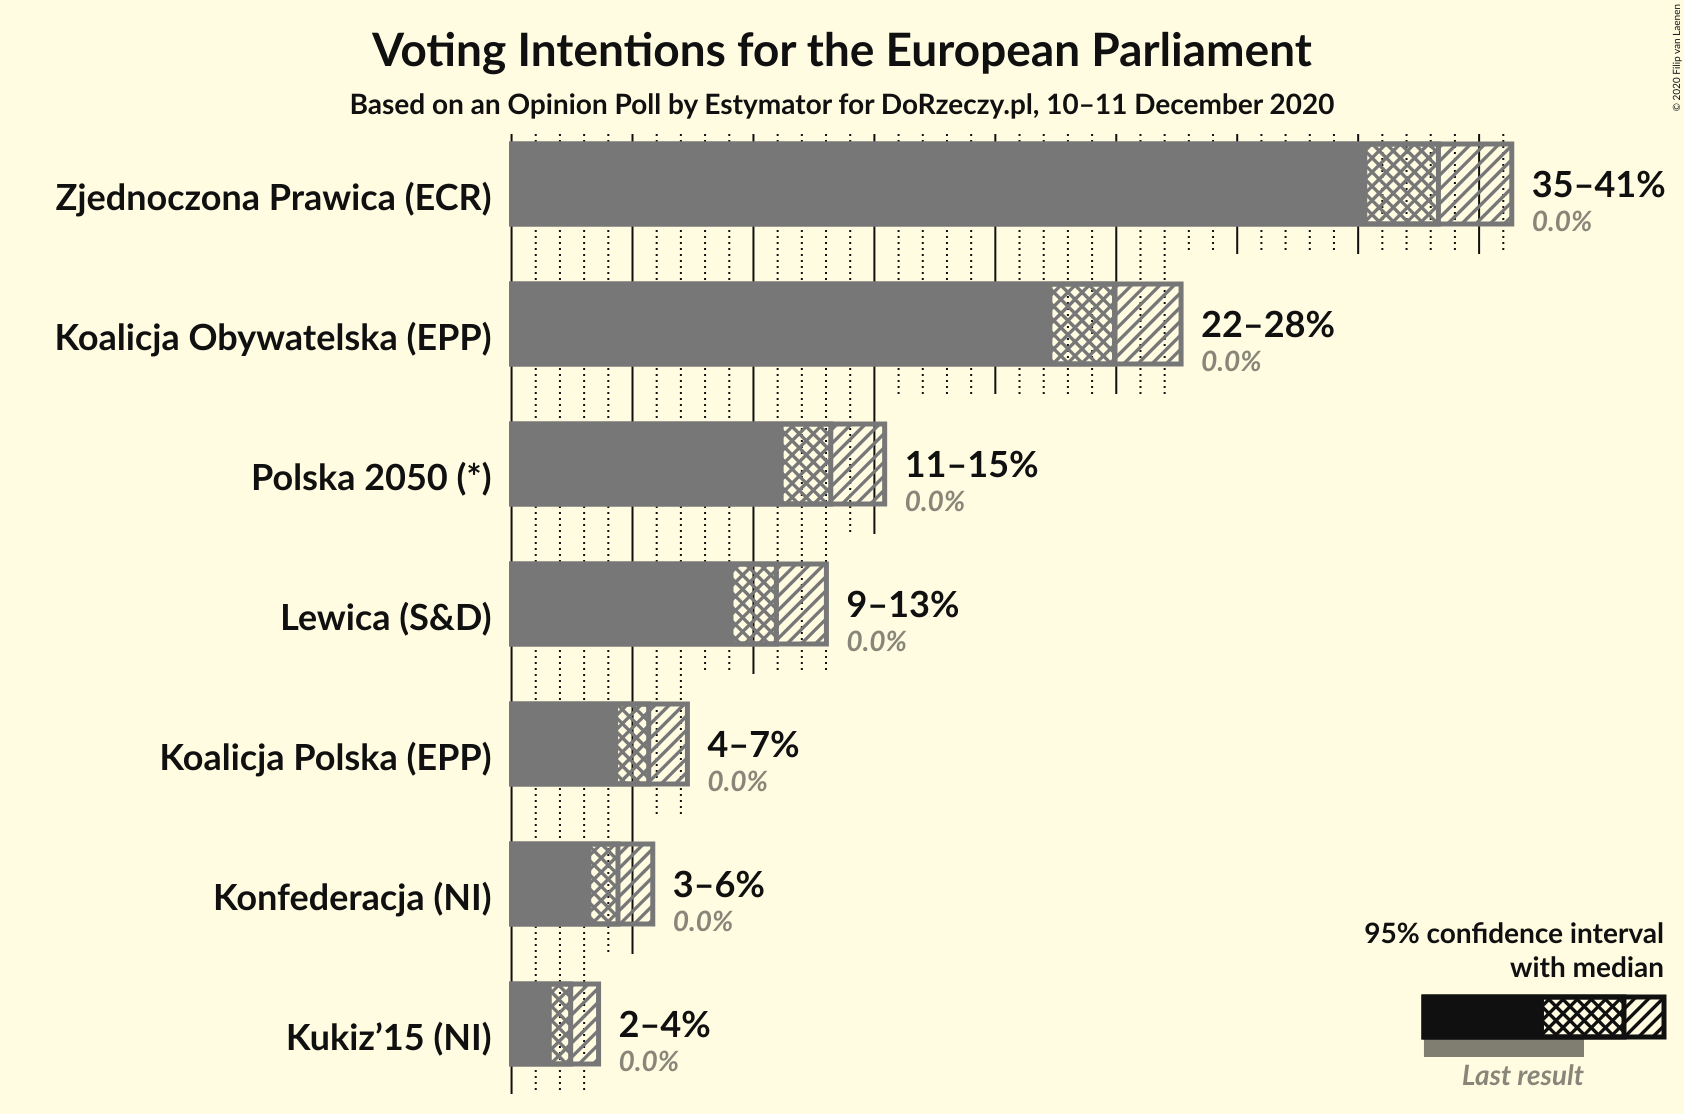 Voting Intentions for the European Parliament
Based on an Opinion Poll by Estymator for DoRzeczy.pl, 10–11 December 2020
© 2020 Filip van Laenen
Zjednoczona Prawica (ECR)
35–41%
0.0%
Koalicja Obywatelska (EPP)
22–28%
0.0%
Polska 2050 (*)
11–15%
0.0%
Lewica (S&D)
9–13%
0.0%
Koalicja Polska (EPP)
4–7%
0.0%
Konfederacja (NI)
3–6%
0.0%
Kukiz’15 (NI)
2–4%
0.0%
95% confidence interval
with median
Last result